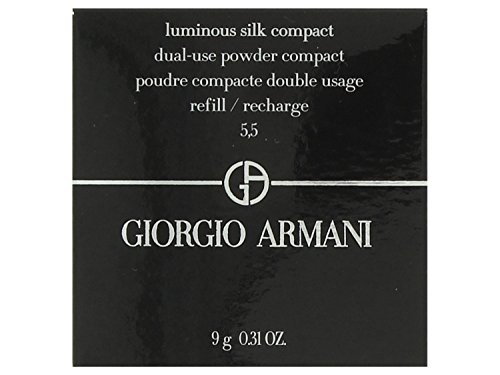 luminous silk compact
dual-use powder compact
poudre compacte double usage
refill / recharge
5,5
GA
GIORGIO ARMANI
9 g 0.31 OZ.